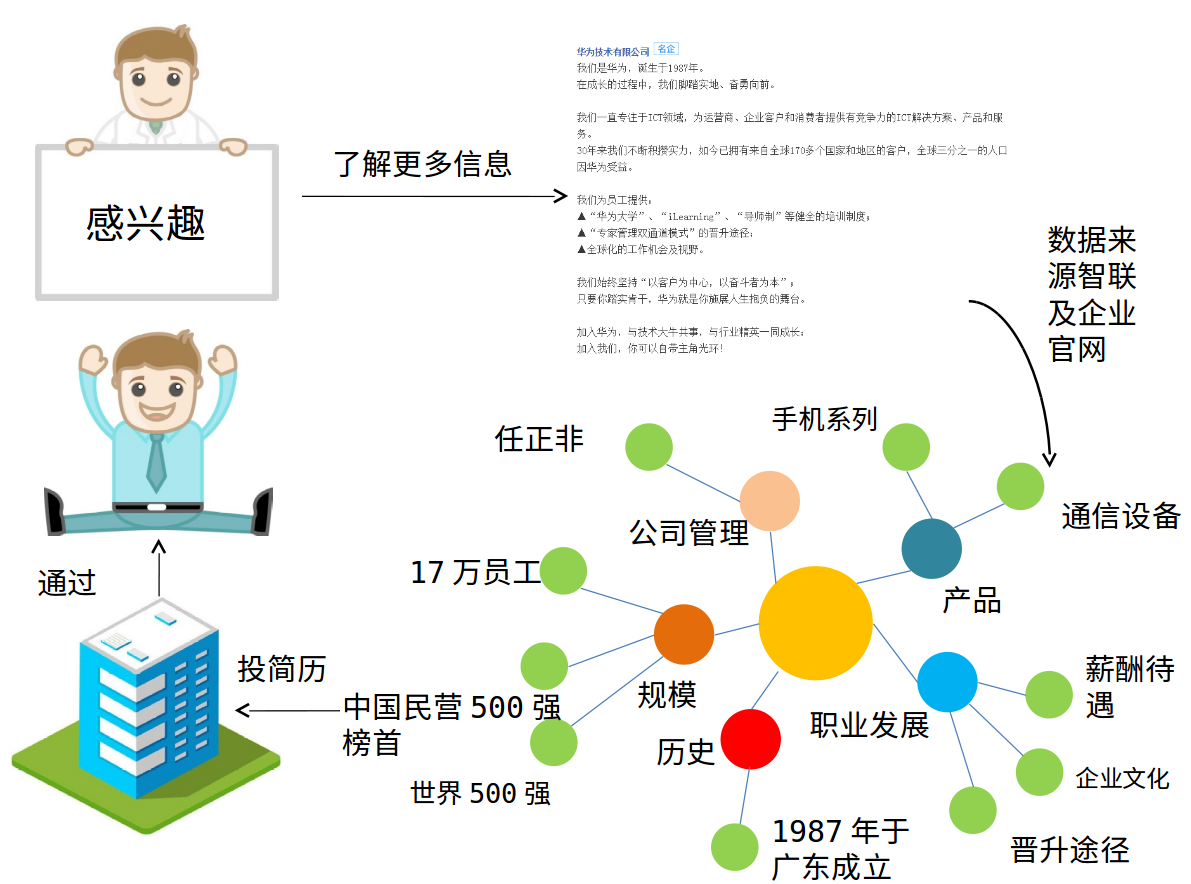 感兴趣
了解更多信息
华为技术有限公司 名企
我们是华为，诞生于1987年。
在成长的过程中，我们脚踏实地、奋勇向前。
我们一直专注于ICT领域，为运营商、企业客户和消费者提供有竞争力的ICT解决方案、产品和服
务。
30年来我们不断积攒实力，如今已拥有来自全球170多个国家和地区的客户，全球三分之一的人口
因华为受益。
我们为员工提供：
▲“华为大学”、“iLearning”、“导师制”等健全的培训制度；
▲“专家管理双通道模式”的晋升途径；
▲全球化的工作机会及视野。
我们始终坚持“以客户为中心，以奋斗者为本”；
只要你踏实肯干，华为就是你施展人生抱负的舞台。
加入华为，与技术大牛共事，与行业精英一同成长；
加入我们，你可以自带主角光环！
数据来
源智联
及企业
官网
任正非
手机系列
公司管理
通信设备
17 万员工
产品
通过
投简历
中国民营 500 强
榜首
规模
历史
职业发展
薪酬待
遇
世界 500 强
企业文化
1987 年于
广东成立
晋升途径